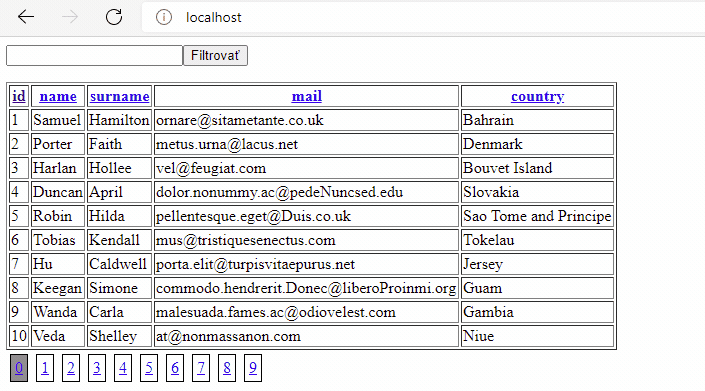 localhost
Filtrovať
id name surname mail country
1 Samuel Hamilton ornare@sitametante.co.uk Bahrain
2 Porter Faith metus.urna@lacus.net Denmark
3 Harlan Hollee vel@feugiat.com Bouvet Island
4 Duncan April dolor.nonummy.ac@pedeNuncsed.edu Slovakia
5 Robin Hilda pellentesque.eget@Duis.co.uk Sao Tome and Principe
6 Tobias Kendall mus@tristiquesenectus.com Tokelau
7 Hu Caldwell porta.elit@turpisvitaepurus.net Jersey
8 Keegan Simone commodo.hendrerit.Donec@liberoProinmi.org Guam
9 Wanda Carla malesuada.fames.ac@odiovelest.com Gambia
10 Veda Shelley at@nonmassanon.com Niue
0 1 2 3 4 5 6 7 8 9